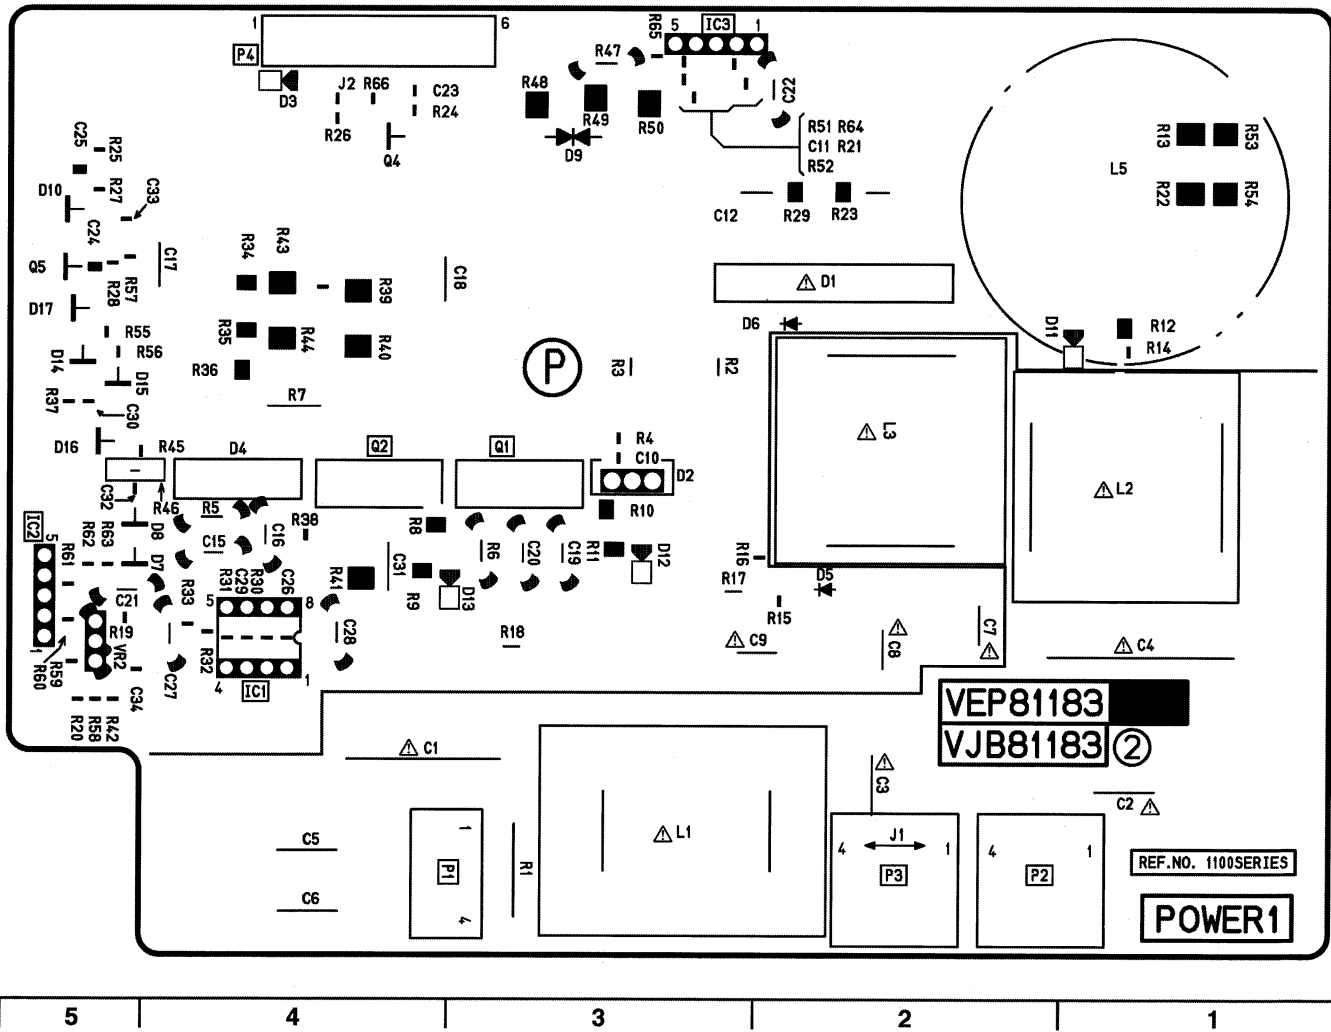 1 6
P4
D3
J2 R66
C23
R24
R26
Q4
R65
5 IC3 1
R47
R48
R49
R50
D9
C22
R51 R64
C11 R21
R52
C12 R29 R23
L5
R13 R53
R22 R54
C25 R25
D10 R27 C33
C24
Q5 R28 R57 C17
D17
R55
R56
D14
D15
R37
C30
D16
R45
R34 R43
R39
R35 R44 R40
R36
R7
C18
P
R3 R2
⚠ D1
D6
D11
R12
R14
⚠ L3
⚠ L2
D4
Q2
Q1
R4
C10
D2
R10
C32
R46
R5
IC2
5
R62 R63 D8
C15 C16
R38
R8
R6 C20 C19 R11
D12
R16
R61
D7
R31 C29 R30 C26
5 8
R41
C31
R9
D13
R17
D5
R15
C21
R33
R19
VR2
C27
R32
C28
R18
⚠ C9
⚠ C8
C7 ⚠
⚠ C4
1
R60 R59
C34
4 IC1 1
R20 R58 R42
VEP81183
VJB81183 2
⚠ C1
⚠ C3
C2 ⚠
C5
C6
1
P1
4
R1
⚠ L1
4 J1 1
P3
4 1
P2
REF.NO. 1100SERIES
POWER1
5 4 3 2 1